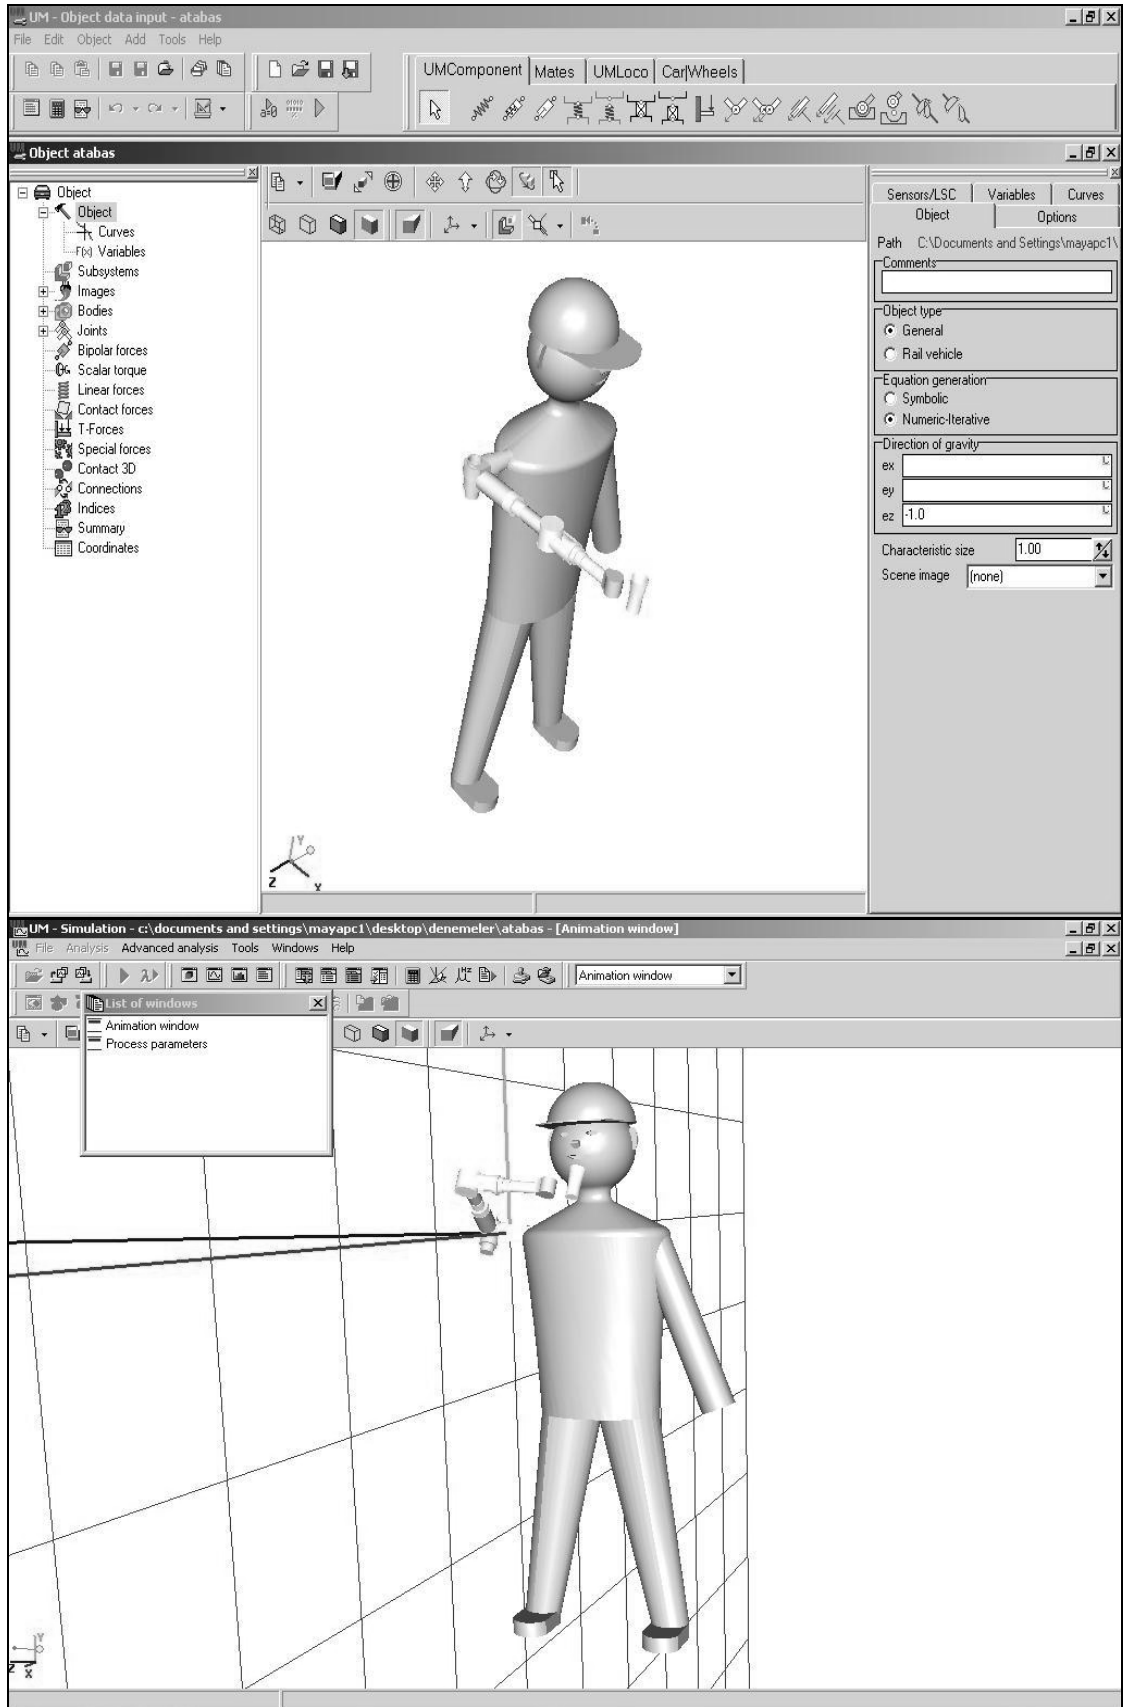 UM - Object data input - atabas
File Edit Object Add Tools Help
UMComponent Mates UMLoco Car|Wheels
Object atabas
Object
Object
Curves
F(x) Variables
Subsystems
Images
Bodies
Joints
Bipolar forces
Scalar torque
Linear forces
Contact forces
T-Forces
Special forces
Contact 3D
Connections
Indices
Summary
Coordinates
Y
Z
X
Sensors/LSC Variables Curves
Object Options
Path C:\Documents and Settings\mayapc1\
Comments
Object type
General
Rail vehicle
Equation generation
Symbolic
Numeric-Iterative
Direction of gravity
ex
ey
ez -1.0
Characteristic size 1.00
Scene image (none)
UM - Simulation - c:\documents and settings\mayapc1\desktop\denemeler\atabas - [Animation window]
File Analysis Advanced analysis Tools Windows Help
Animation window
List of windows
Animation window
Process parameters
Y
Z X